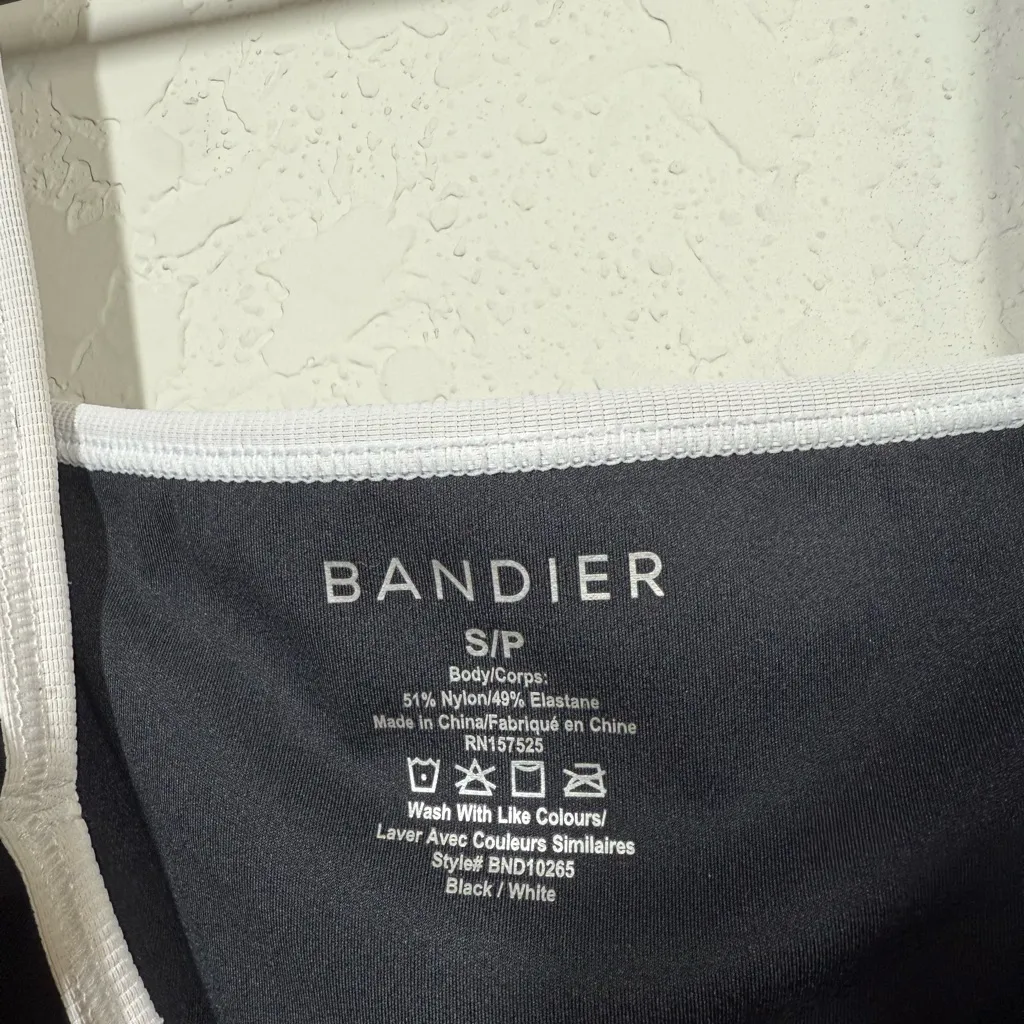 BANDIER
S/P
Body/Corps:
51% Nylon/49% Elastane
Made in China/Fabriqué en Chine
RN157525
Wash With Like Colours/
Laver Avec Couleurs Similaires
Style# BND10265
Black / White